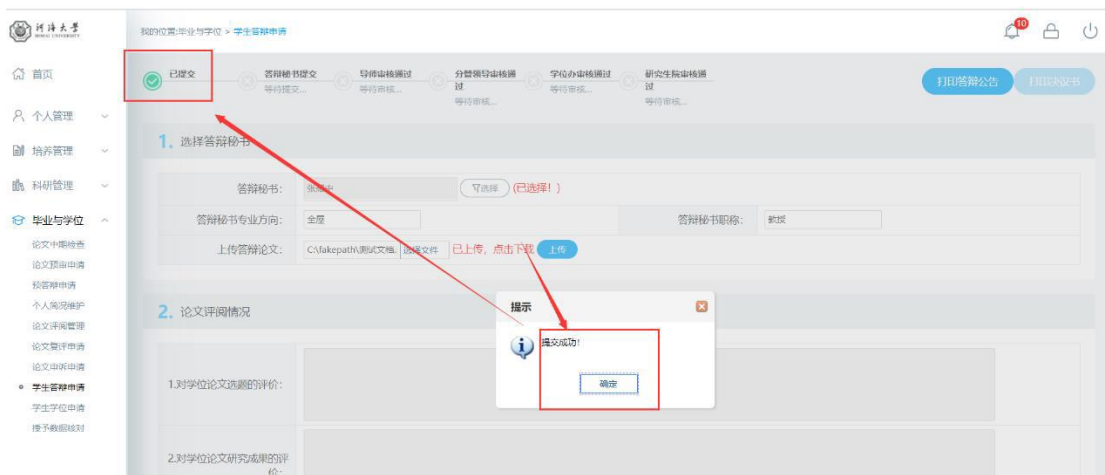 河海大学
HOHAI UNIVERSITY
我的位置:毕业与学位 > 学生答辩申请
10
首页
个人管理
培养管理
科研管理
毕业与学位
论文中期检查
论文预审申请
预答辩申请
个人简况维护
论文评阅管理
论文复评申请
论文申诉申请
学生答辩申请
学生学位申请
授予数据核对
已提交
答辩秘书提交
等待提交...
导师审核通过
等待审核...
分管领导审核通
过
等待审核...
学位办审核通过
等待审核...
研究生院审核通
过
等待审核...
打印答辩公告
打印决议书
1. 选择答辩秘书
答辩秘书:
选择
(已选择! )
答辩秘书专业方向:
答辩秘书职称:
教授
上传答辩论文:
C:\fakepath\测试文档.
选择文件
已上传，点击下载
上传
2. 论文评阅情况
提示
提交成功!
确定
1.对学位论文选题的评价:
2.对学位论文研究成果的评
价: